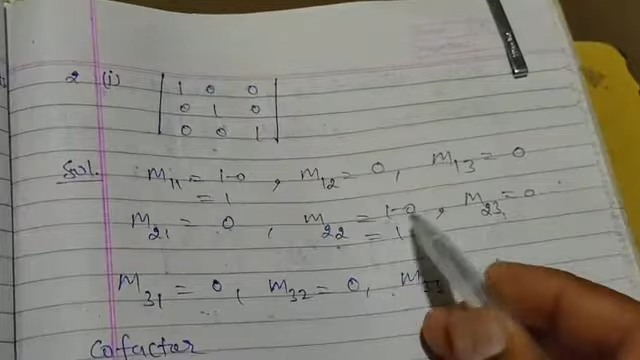 2 (i) | 1 0 0 |
| 0 1 0 |
| 0 0 1 |
Sol. M₁₁ = 1-0 , M₁₂ = 0, M₁₃ = 0
= 1
M₂₁ = 0 , M₂₂ = 1-0 , M₂₃ = 0
= 1
M₃₁ = 0, M₃₂ = 0, M₃₃
Cofactor